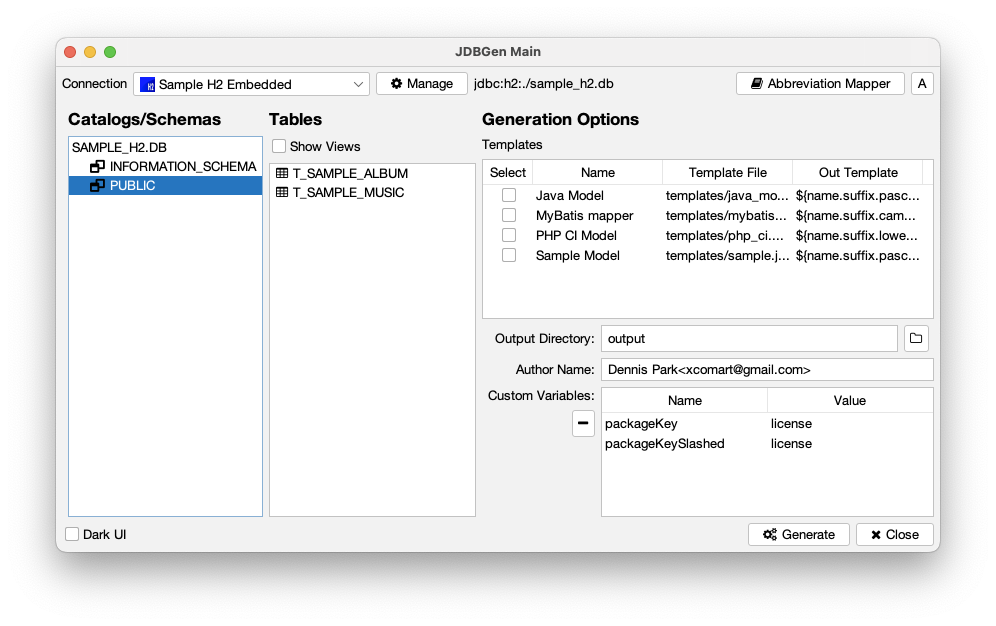 JDBGen Main
Connection Sample H2 Embedded Manage jdbc:h2:./sample_h2.db Abbreviation Mapper A
Catalogs/Schemas
SAMPLE_H2.DB
INFORMATION_SCHEMA
PUBLIC
Tables
Show Views
T_SAMPLE_ALBUM
T_SAMPLE_MUSIC
Generation Options
Templates
Select Name Template File Out Template
Java Model templates/java_mo... ${name.suffix.pasc...
MyBatis mapper templates/mybatis... ${name.suffix.cam...
PHP CI Model templates/php_ci.... ${name.suffix.lowe...
Sample Model templates/sample.j... ${name.suffix.pasc...
Output Directory: output
Author Name: Dennis Park<xcomart@gmail.com>
Custom Variables:
Name Value
packageKey license
packageKeySlashed license
Dark UI
Generate Close